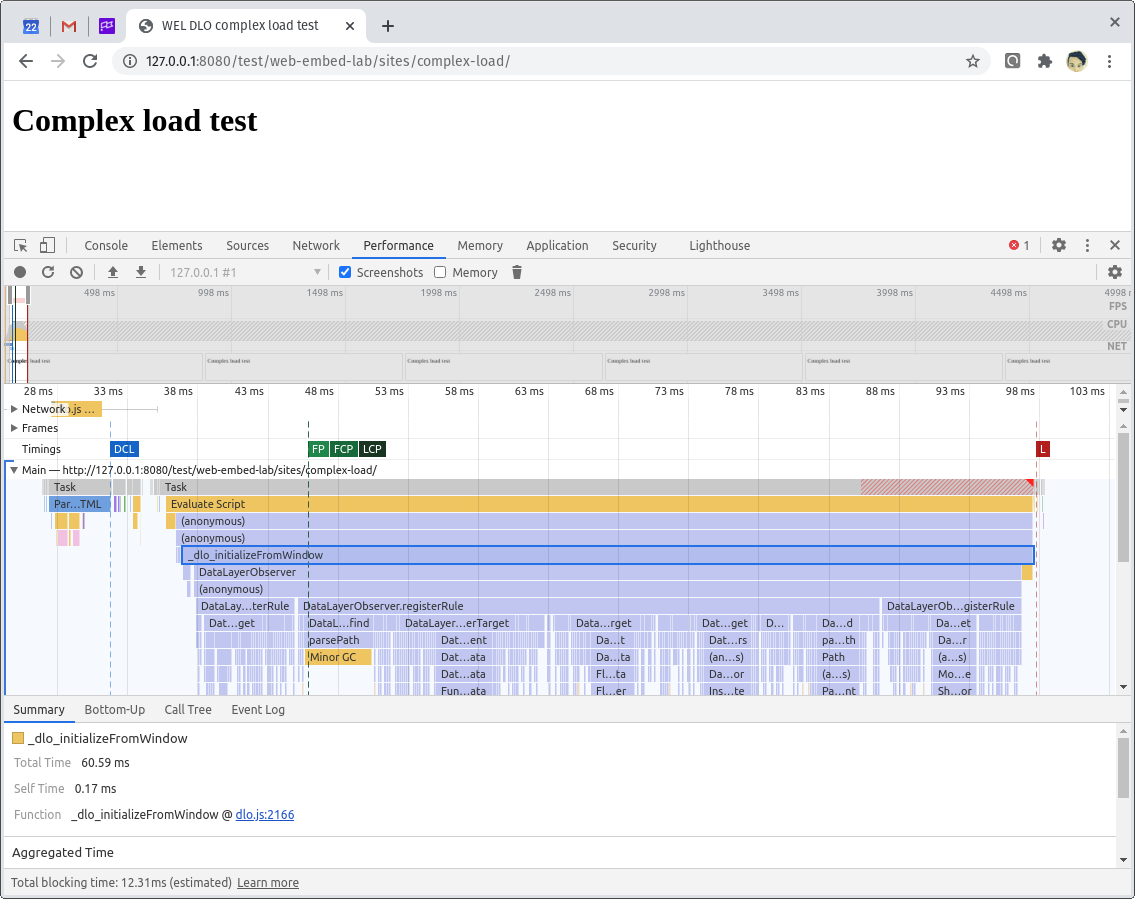 22 WEL DLO complex load test
127.0.0.1:8080/test/web-embed-lab/sites/complex-load/
Complex load test
Console Elements Sources Network Performance Memory Application Security Lighthouse 1
127.0.0.1 #1 Screenshots Memory
498 ms 998 ms 1498 ms 1998 ms 2498 ms 2998 ms 3498 ms 3998 ms 4498 ms 4998 ms
FPS
CPU
NET
Complex load test Complex load test Complex load test Complex load test Complex load test Complex load test
28 ms 33 ms 38 ms 43 ms 48 ms 53 ms 58 ms 63 ms 68 ms 73 ms 78 ms 83 ms 88 ms 93 ms 98 ms 103 ms
Network .js ...
Frames
Timings DCL FP FCP LCP L
Main — http://127.0.0.1:8080/test/web-embed-lab/sites/complex-load/
Task Task
Par...TML Evaluate Script
(anonymous)
(anonymous)
_dlo_initializeFromWindow
DataLayerObserver
(anonymous)
DataLay...terRule DataLayerObserver.registerRule DataLayerOb...gisterRule
Dat...get DataL...find DataLayer...erTarget Data...rget Dat...get D... Da...d Da...et
parsePath Dat...ent Da...t Dat...rs pa...th Da...r
Minor GC Dat...ata Da...ta (an...s) Path (a...s)
Dat...ata Fl...ta Da...or (a...s) Mo...e
Fun...ata Fl...er Ins...te Pa...nt Sh...or
Summary Bottom-Up Call Tree Event Log
_dlo_initializeFromWindow
Total Time 60.59 ms
Self Time 0.17 ms
Function _dlo_initializeFromWindow @ dlo.js:2166
Aggregated Time
Total blocking time: 12.31ms (estimated) Learn more